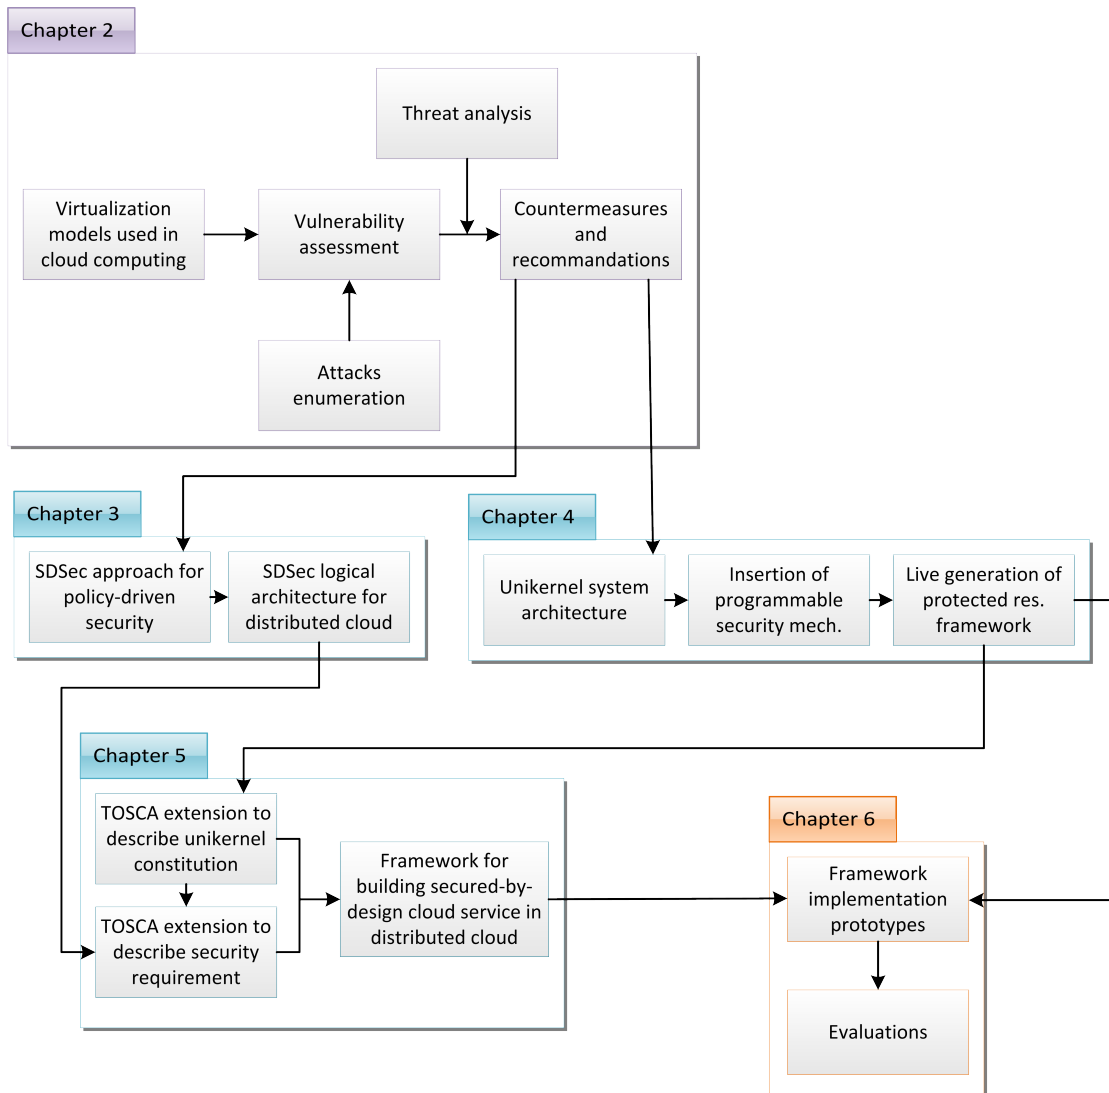 Chapter 2
Threat analysis
Virtualization
models used in
cloud computing
Vulnerability
assessment
Countermeasures
and
recommandations
Attacks
enumeration
Chapter 3
SDSec approach for
policy-driven
security
SDSec logical
architecture for
distributed cloud
Chapter 4
Unikernel system
architecture
Insertion of
programmable
security mech.
Live generation of
protected res.
framework
Chapter 5
TOSCA extension to
describe unikernel
constitution
TOSCA extension to
describe security
requirement
Framework for
building secured-by-
design cloud service in
distributed cloud
Chapter 6
Framework
implementation
prototypes
Evaluations